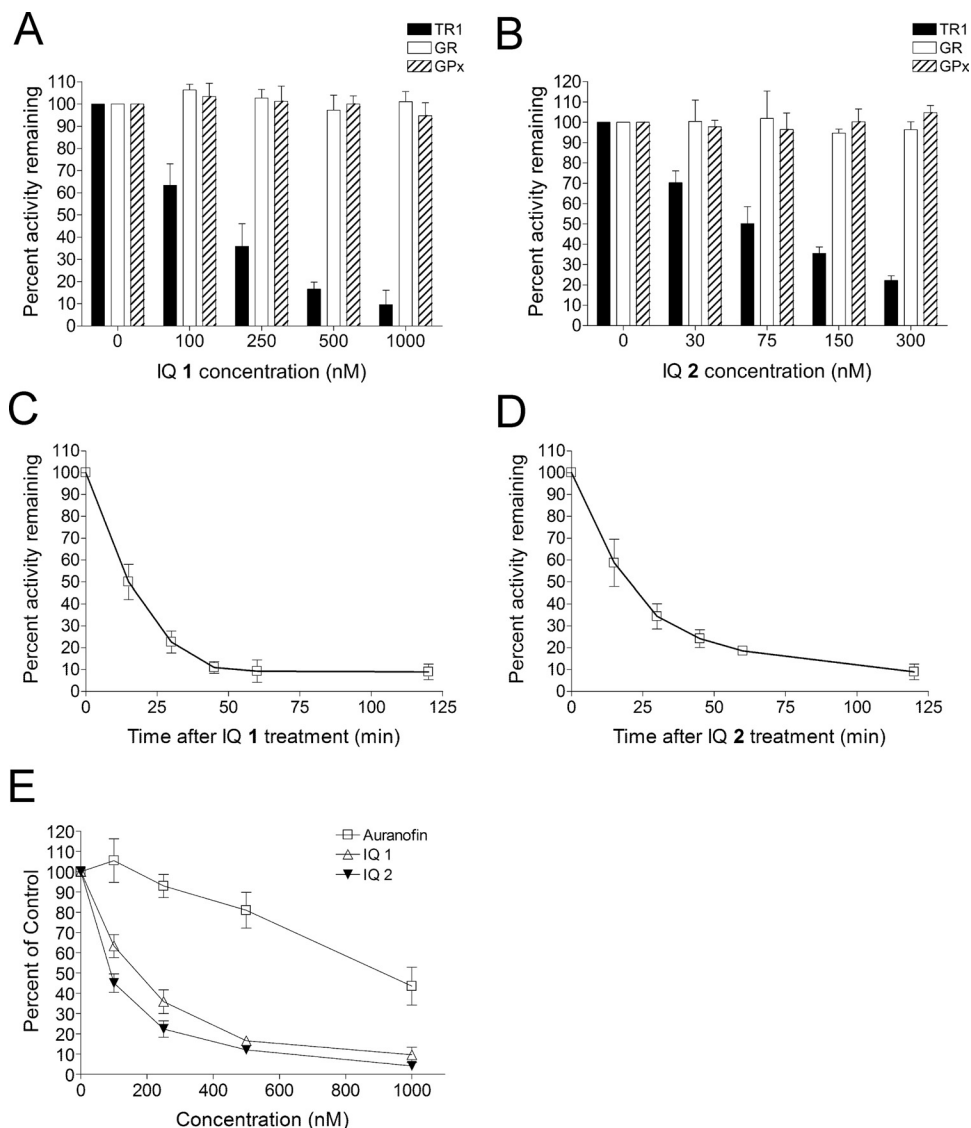 A
TR1
GR
GPx
Percent activity remaining
110
100
90
80
70
60
50
40
30
20
10
0
0 100 250 500 1000
IQ 1 concentration (nM)
B
TR1
GR
GPx
Percent activity remaining
120
110
100
90
80
70
60
50
40
30
20
10
0
0 30 75 150 300
IQ 2 concentration (nM)
C
Percent activity remaining
110
100
90
80
70
60
50
40
30
20
10
0
0 25 50 75 100 125
Time after IQ 1 treatment (min)
D
Percent activity remaining
110
100
90
80
70
60
50
40
30
20
10
0
0 25 50 75 100 125
Time after IQ 2 treatment (min)
E
Auranofin
IQ 1
IQ 2
Percent of Control
120
110
100
90
80
70
60
50
40
30
20
10
0
0 200 400 600 800 1000
Concentration (nM)